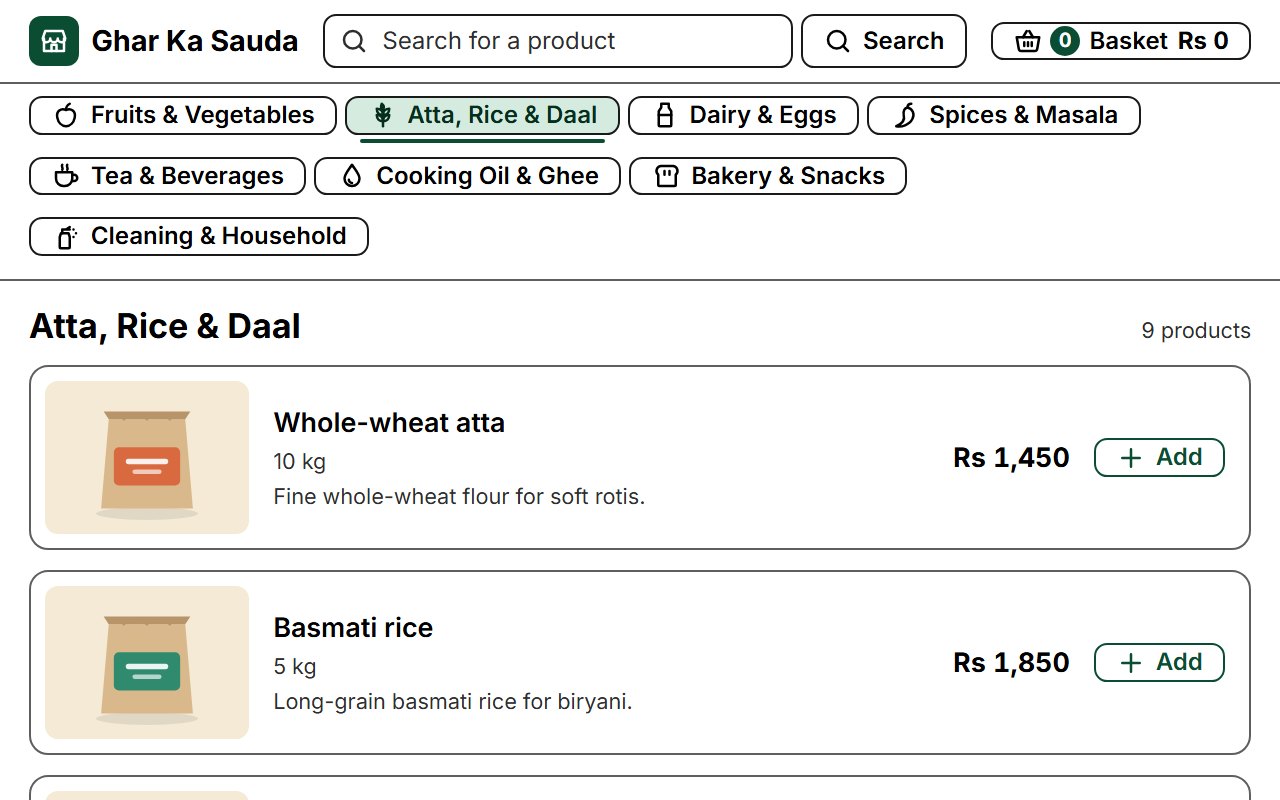 Ghar Ka Sauda
Search for a product
Search
0 Basket Rs 0
Fruits & Vegetables
Atta, Rice & Daal
Dairy & Eggs
Spices & Masala
Tea & Beverages
Cooking Oil & Ghee
Bakery & Snacks
Cleaning & Household
Atta, Rice & Daal
9 products
Whole-wheat atta
10 kg
Fine whole-wheat flour for soft rotis.
Rs 1,450
Add
Basmati rice
5 kg
Long-grain basmati rice for biryani.
Rs 1,850
Add